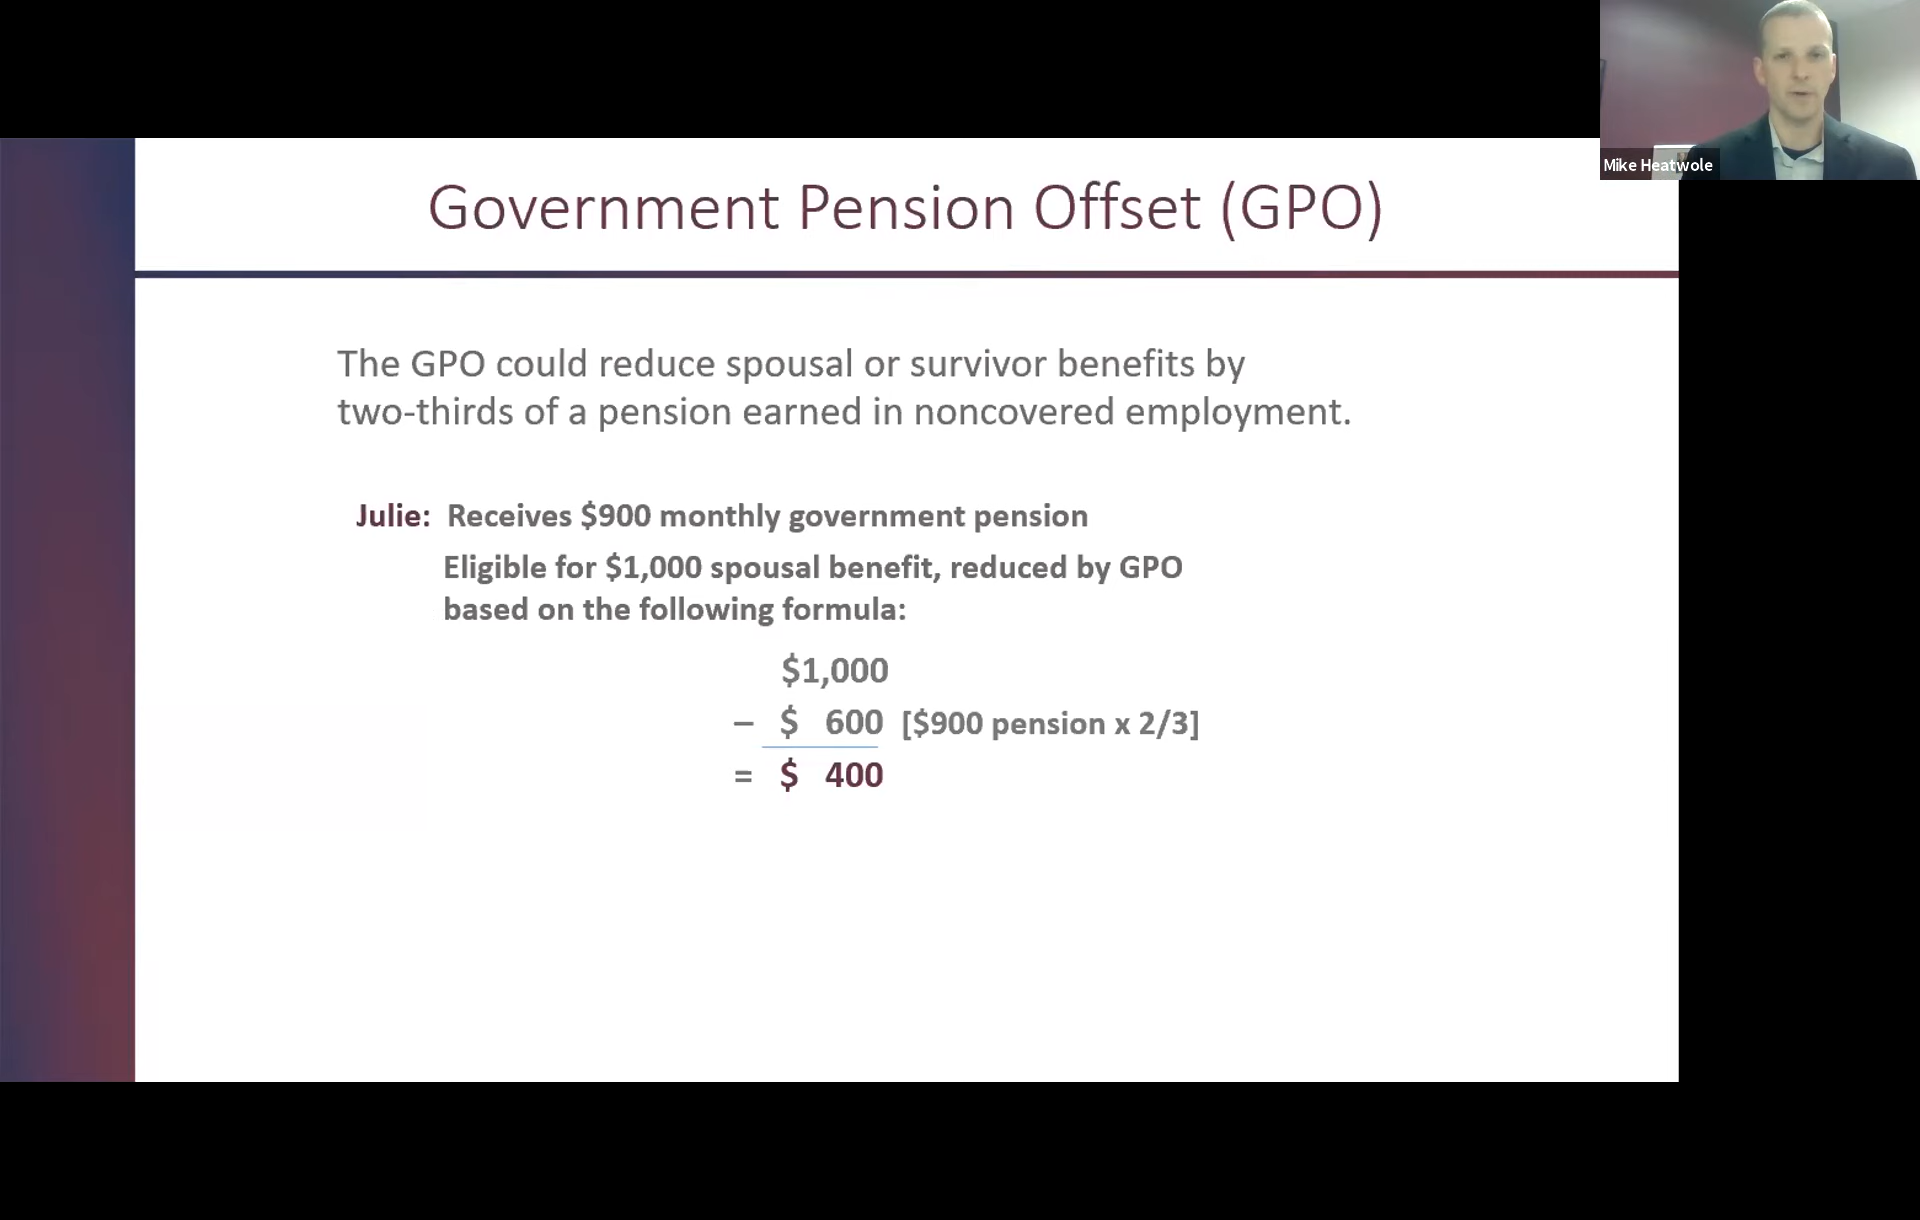 Mike Heatwole
Government Pension Offset (GPO)
The GPO could reduce spousal or survivor benefits by
two-thirds of a pension earned in noncovered employment.
Julie: Receives $900 monthly government pension
Eligible for $1,000 spousal benefit, reduced by GPO
based on the following formula:
$1,000
– $ 600 [$900 pension x 2/3]
= $ 400